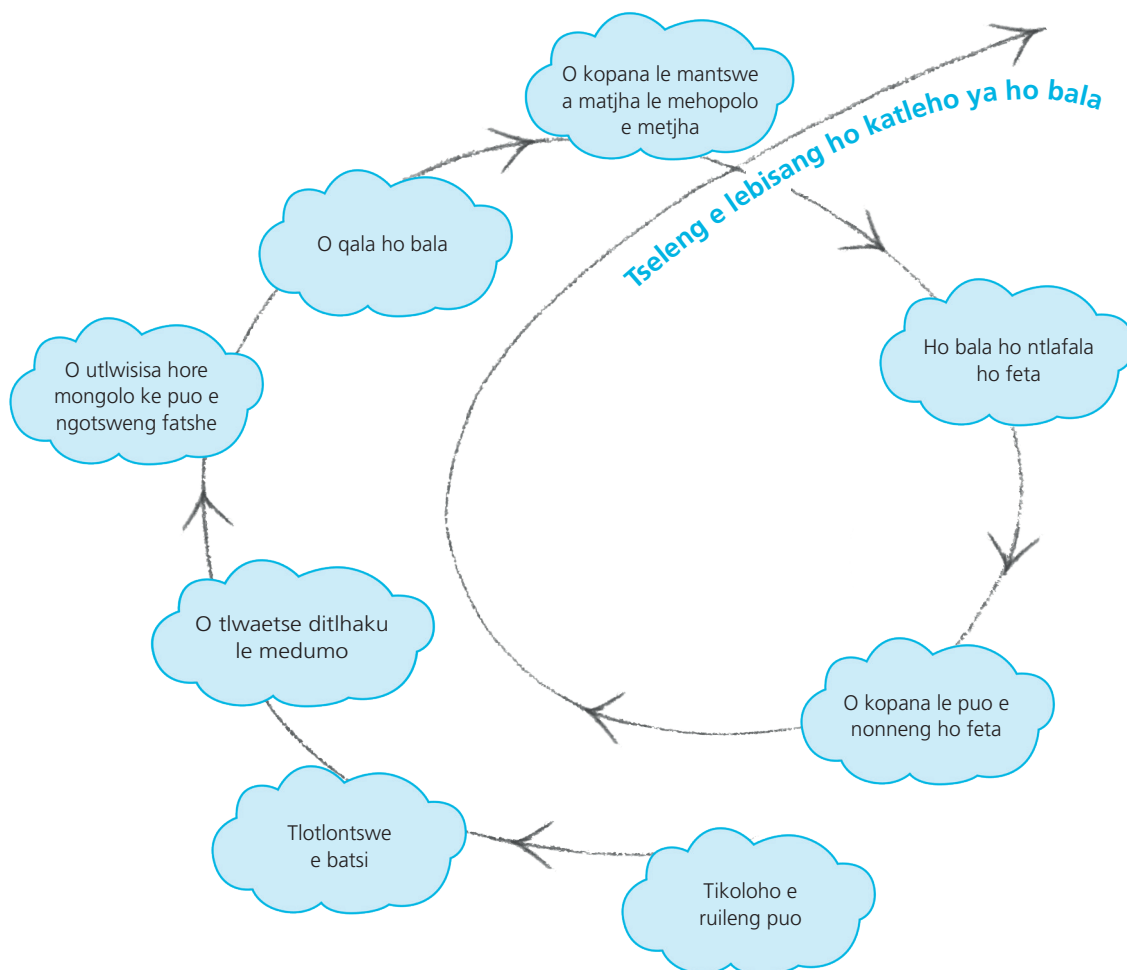 O kopana le mantswe
a matjha le mehopolo
e metjha
Tseleng e lebisang ho katleho ya ho bala
O qala ho bala
Ho bala ho ntlafala
ho feta
O utlwisisa hore
mongolo ke puo e
ngotsweng fatshe
O tlwaetse ditlhaku
le medumo
O kopana le puo e
nonneng ho feta
Tlotlontswe
e batsi
Tikoloho e
ruileng puo